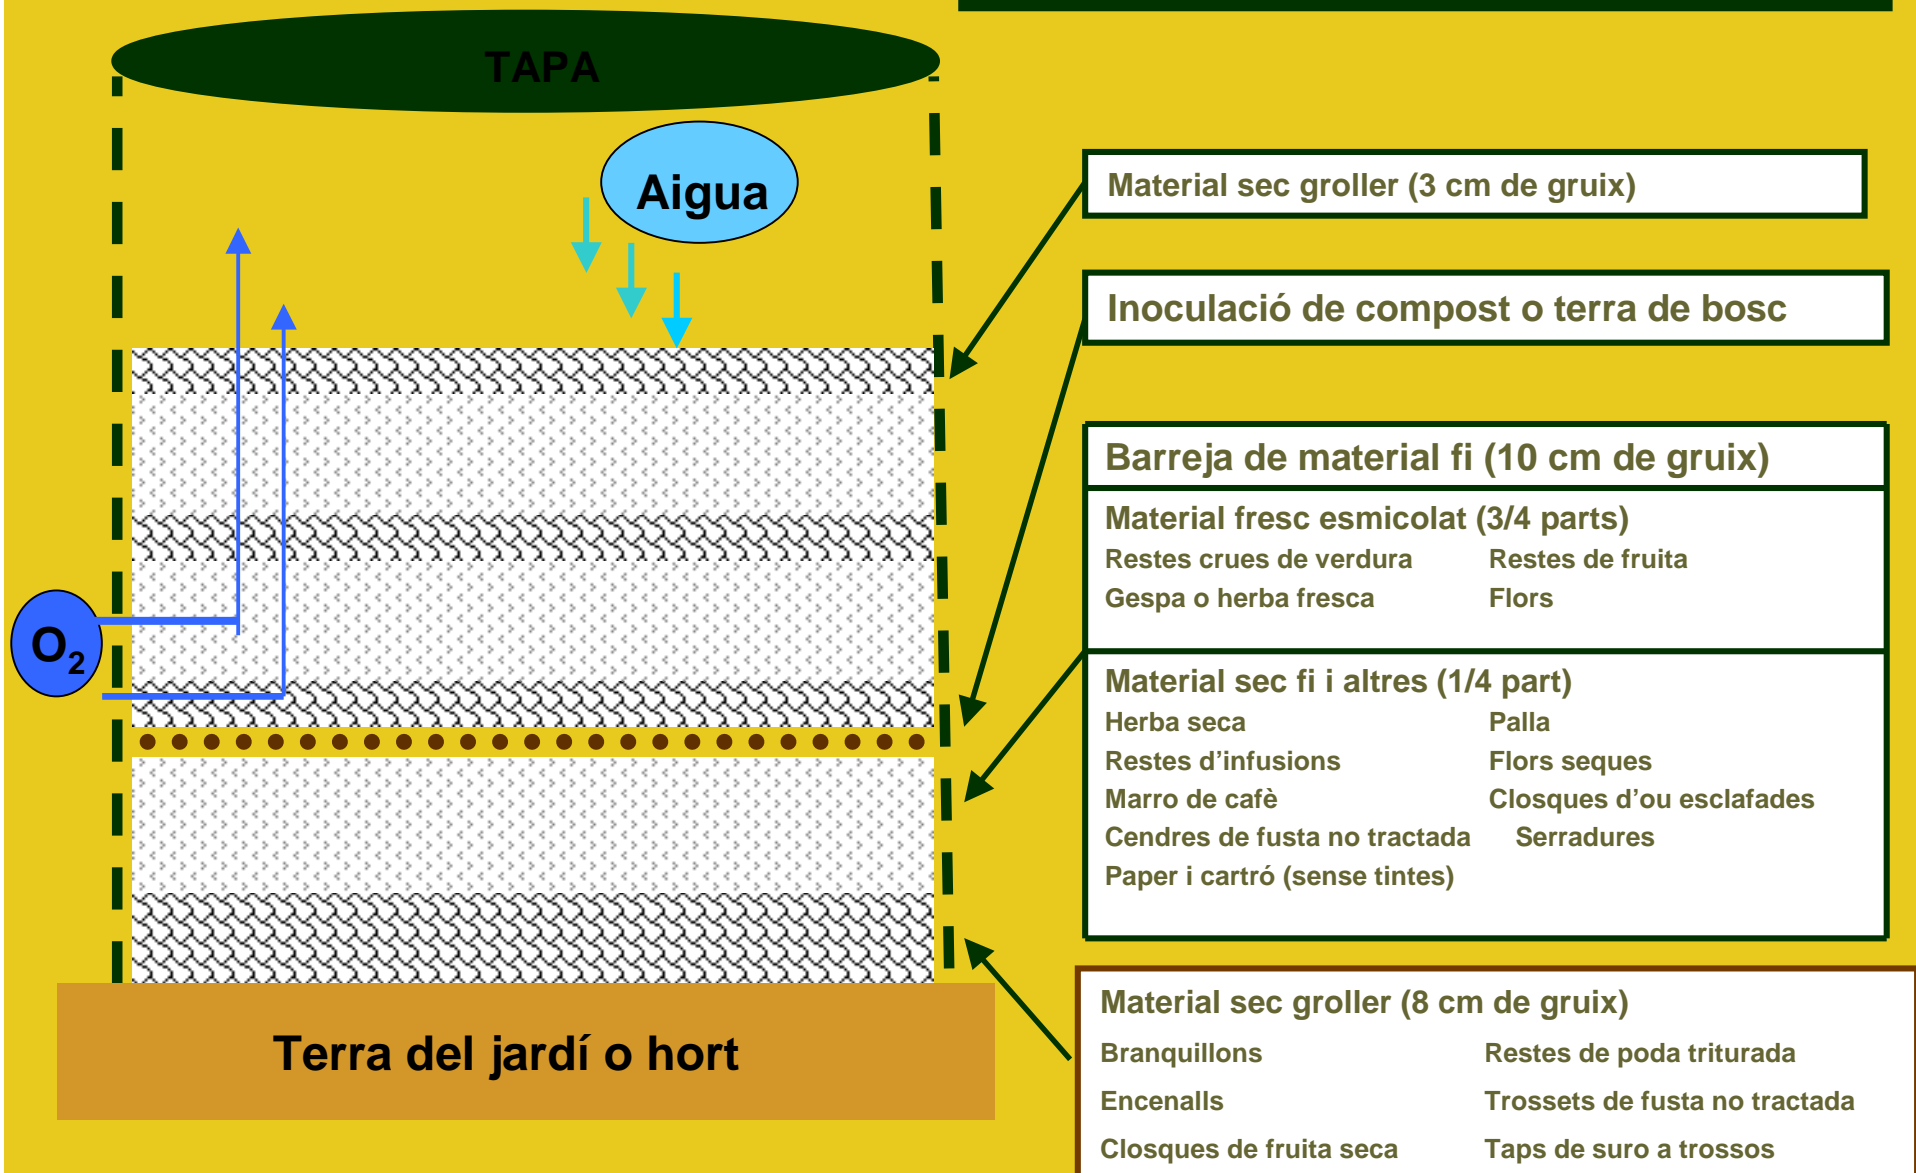 TAPA
Aigua
O2
Terra del jardí o hort
Material sec groller (3 cm de gruix)
Inoculació de compost o terra de bosc
Barreja de material fi (10 cm de gruix)
Material fresc esmicolat (3/4 parts)
Restes crues de verdura Restes de fruita
Gespa o herba fresca Flors
Material sec fi i altres (1/4 part)
Herba seca Palla
Restes d’infusions Flors seques
Marro de cafè Closques d’ou esclafades
Cendres de fusta no tractada Serradures
Paper i cartró (sense tintes)
Material sec groller (8 cm de gruix)
Branquillons Restes de poda triturada
Encenalls Trossets de fusta no tractada
Closques de fruita seca Taps de suro a trossos